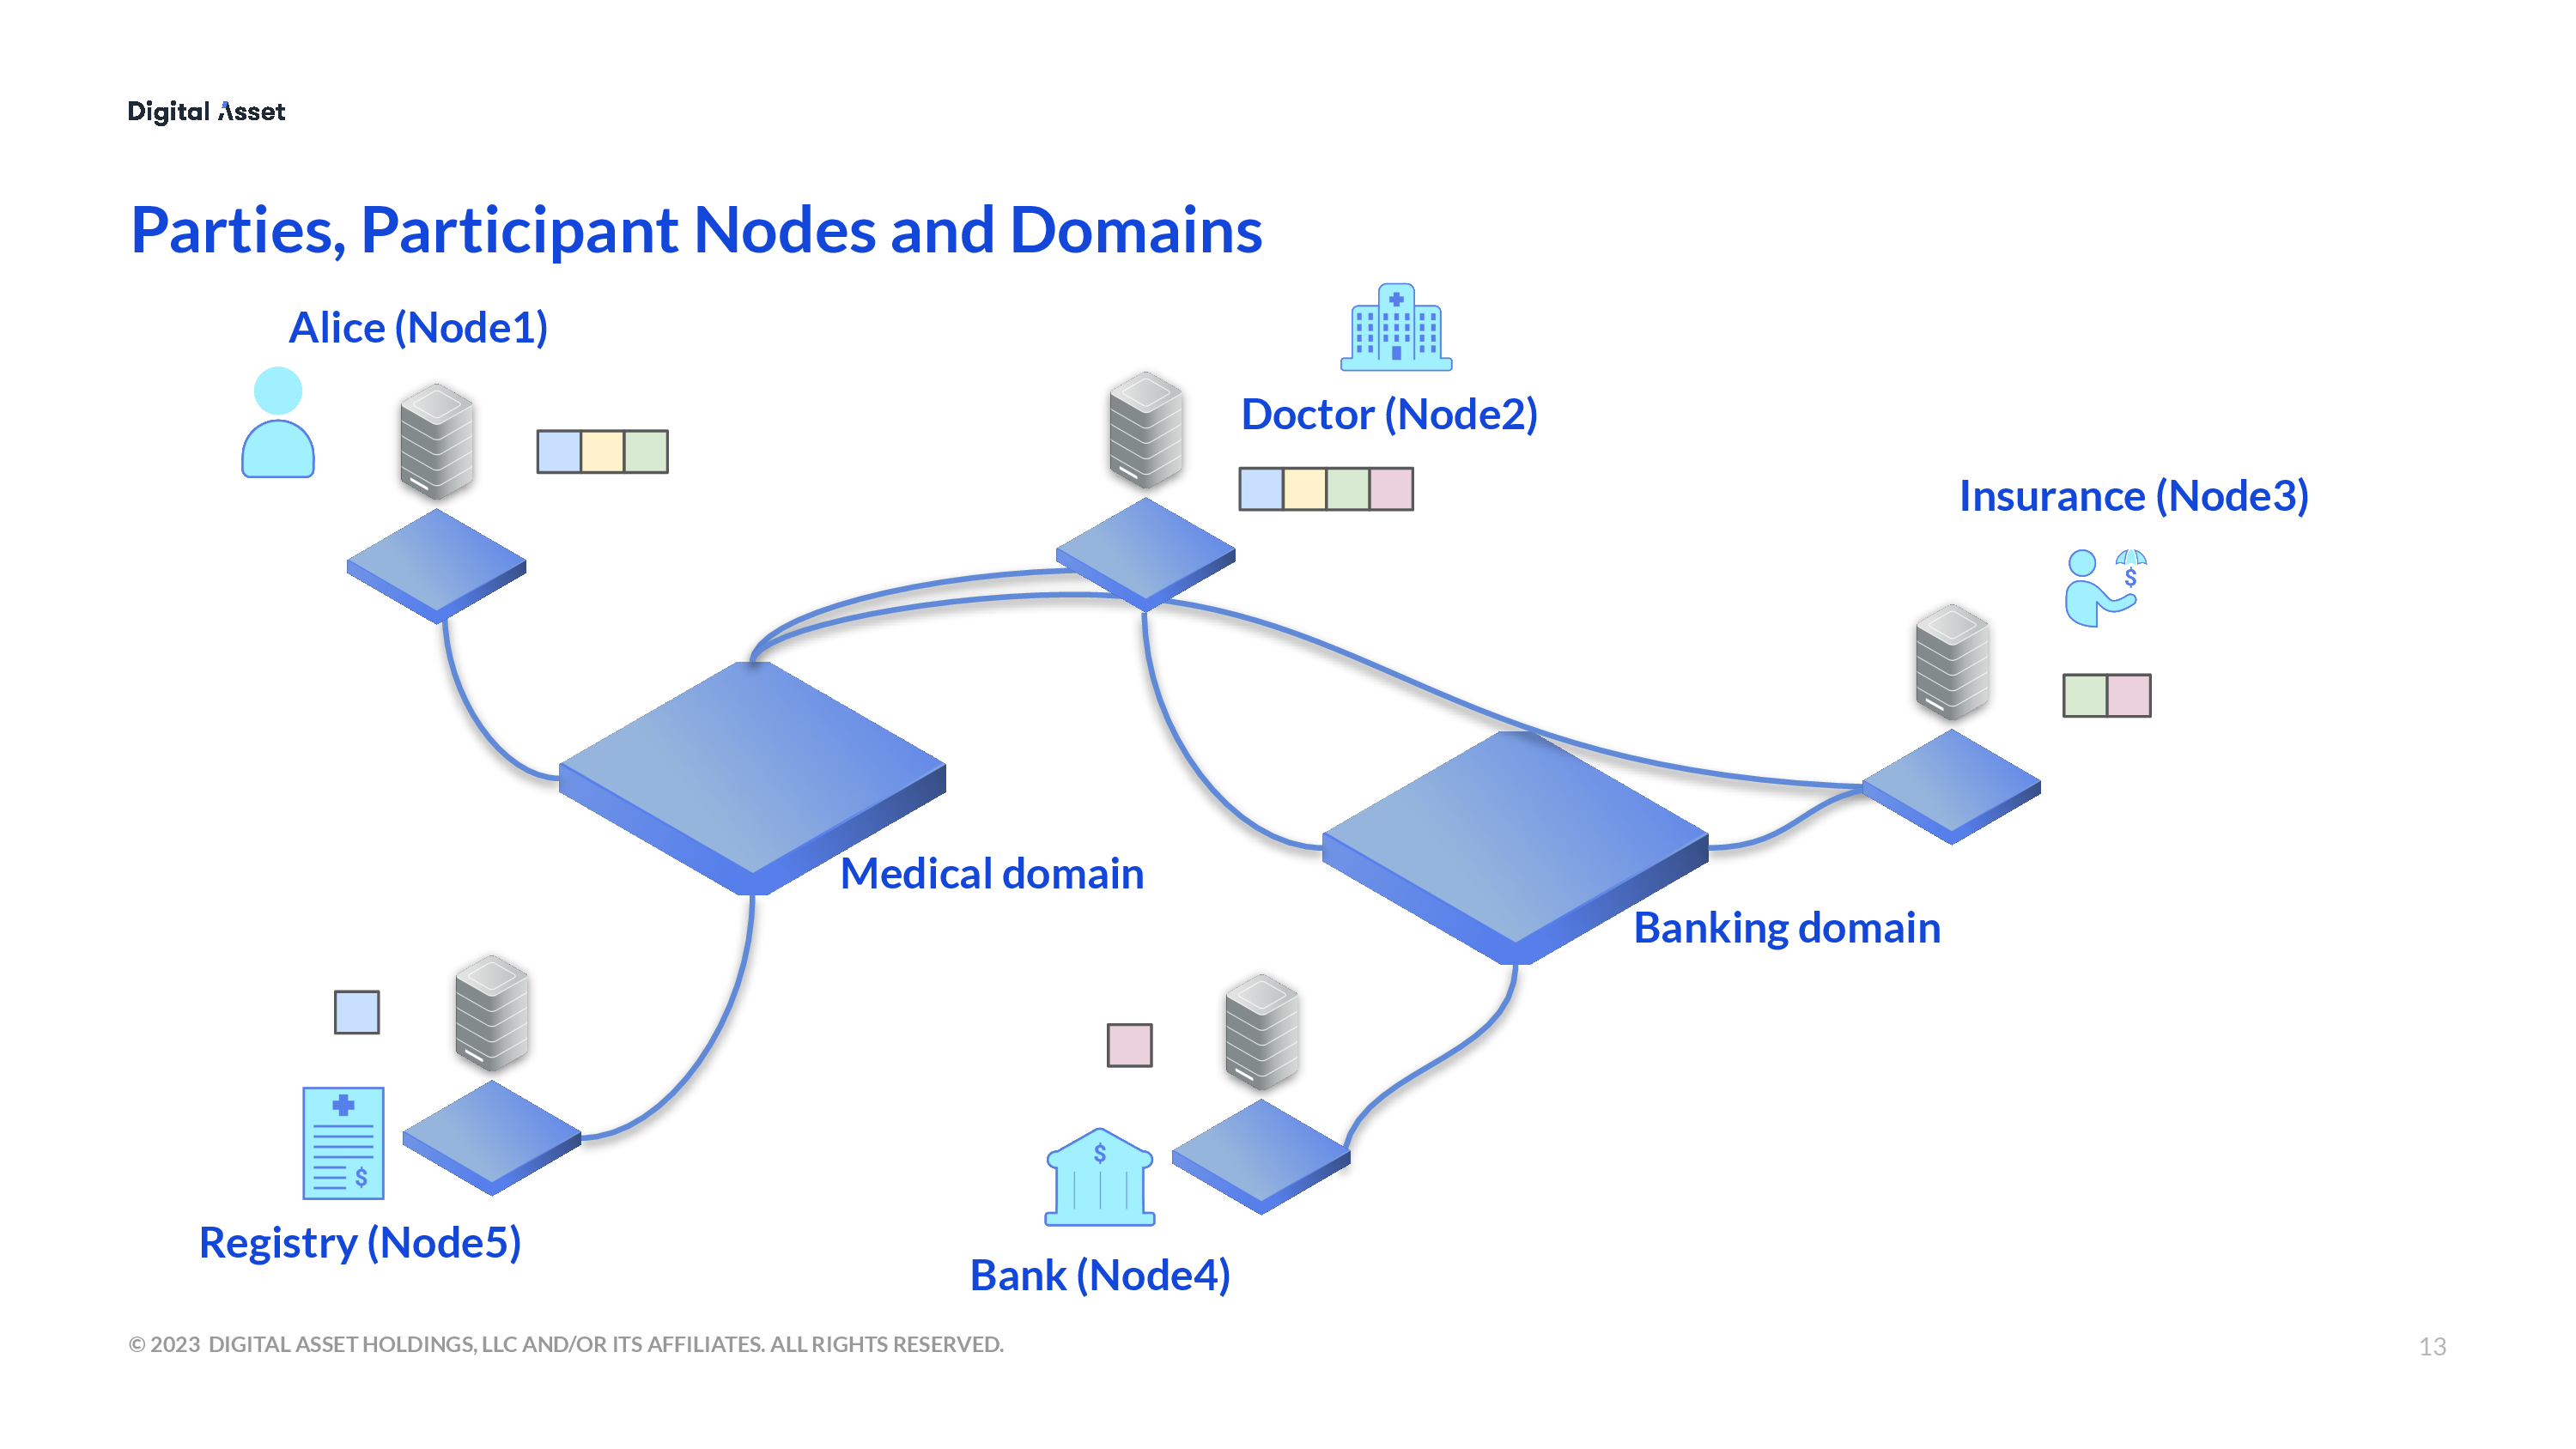 Digital Asset
Parties, Participant Nodes and Domains
Alice (Node1)
Doctor (Node2)
Insurance (Node3)
$
Medical domain
Banking domain
$
$
Registry (Node5)
Bank (Node4)
© 2023 DIGITAL ASSET HOLDINGS, LLC AND/OR ITS AFFILIATES. ALL RIGHTS RESERVED.
13